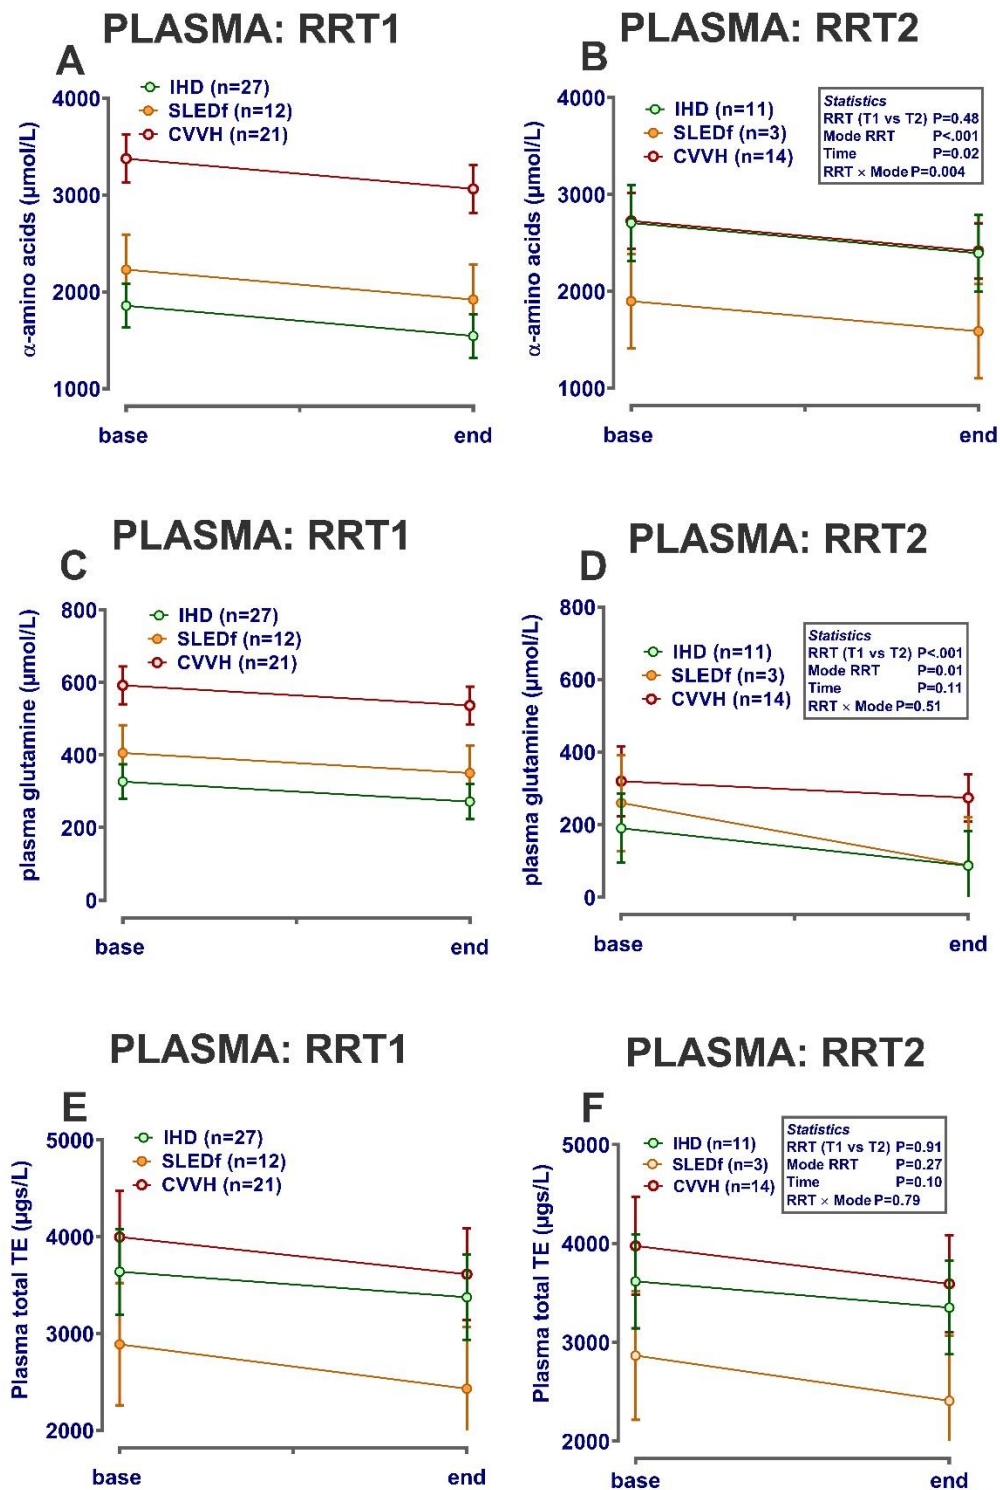 PLASMA: RRT1
A
IHD (n=27)
SLEDf (n=12)
CVVH (n=21)
α-amino acids (µmol/L)
4000
3000
2000
1000
base
end
PLASMA: RRT2
B
IHD (n=11)
SLEDf (n=3)
CVVH (n=14)
Statistics
RRT (T1 vs T2) P=0.48
Mode RRT P<.001
Time P=0.02
RRT × Mode P=0.004
α-amino acids (µmol/L)
4000
3000
2000
1000
base
end
PLASMA: RRT1
C
IHD (n=27)
SLEDf (n=12)
CVVH (n=21)
plasma glutamine (µmol/L)
800
600
400
200
0
base
end
PLASMA: RRT2
D
IHD (n=11)
SLEDf (n=3)
CVVH (n=14)
Statistics
RRT (T1 vs T2) P<.001
Mode RRT P=0.01
Time P=0.11
RRT × Mode P=0.51
plasma glutamine (µmol/L)
800
600
400
200
0
base
end
PLASMA: RRT1
E
IHD (n=27)
SLEDf (n=12)
CVVH (n=21)
Plasma total TE (µgs/L)
5000
4000
3000
2000
base
end
PLASMA: RRT2
F
IHD (n=11)
SLEDf (n=3)
CVVH (n=14)
Statistics
RRT (T1 vs T2) P=0.91
Mode RRT P=0.27
Time P=0.10
RRT × Mode P=0.79
Plasma total TE (µgs/L)
5000
4000
3000
2000
base
end